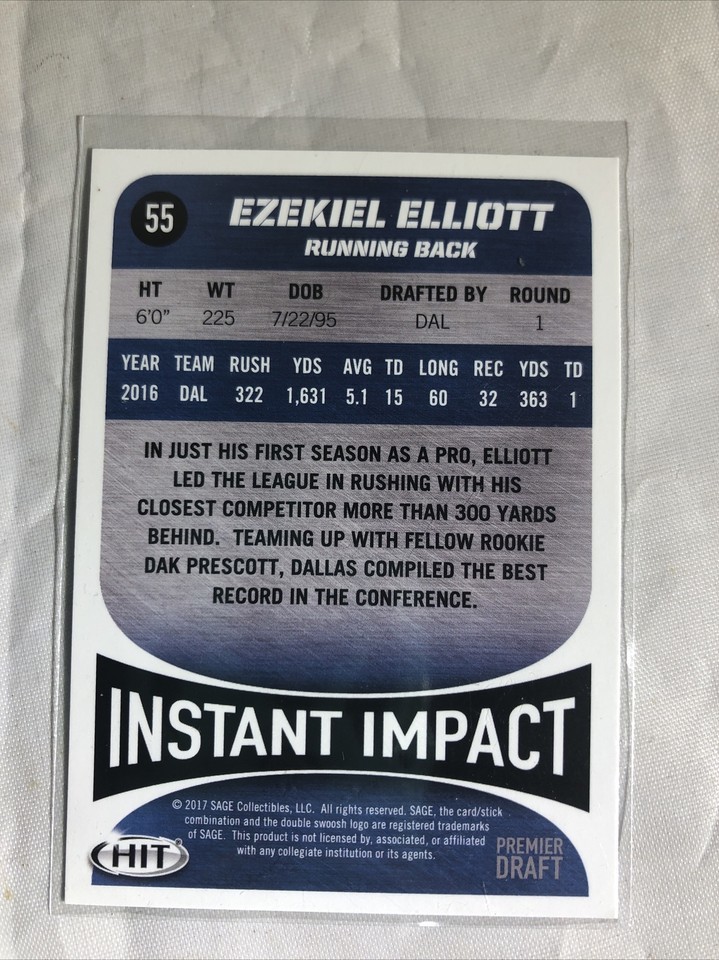 55
EZEKIEL ELLIOTT
RUNNING BACK
HT WT DOB DRAFTED BY ROUND
6'0" 225 7/22/95 DAL 1
YEAR TEAM RUSH YDS AVG TD LONG REC YDS TD
2016 DAL 322 1,631 5.1 15 60 32 363 1
IN JUST HIS FIRST SEASON AS A PRO, ELLIOTT
LED THE LEAGUE IN RUSHING WITH HIS
CLOSEST COMPETITOR MORE THAN 300 YARDS
BEHIND. TEAMING UP WITH FELLOW ROOKIE
DAK PRESCOTT, DALLAS COMPILED THE BEST
RECORD IN THE CONFERENCE.
INSTANT IMPACT
© 2017 SAGE Collectibles, LLC. All rights reserved. SAGE, the card/stick
combination and the double swoosh logo are registered trademarks
of SAGE. This product is not licensed by, associated, or affiliated
with any collegiate institution or its agents.
HIT®
PREMIER
DRAFT